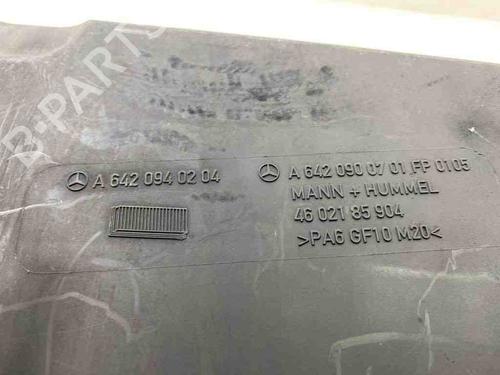 B-PARTS
A 642 094 02 04
A 642 090 07 01 FP 0105
MANN + HUMMEL
46 021 85 904
>PA6 GF10 M20<